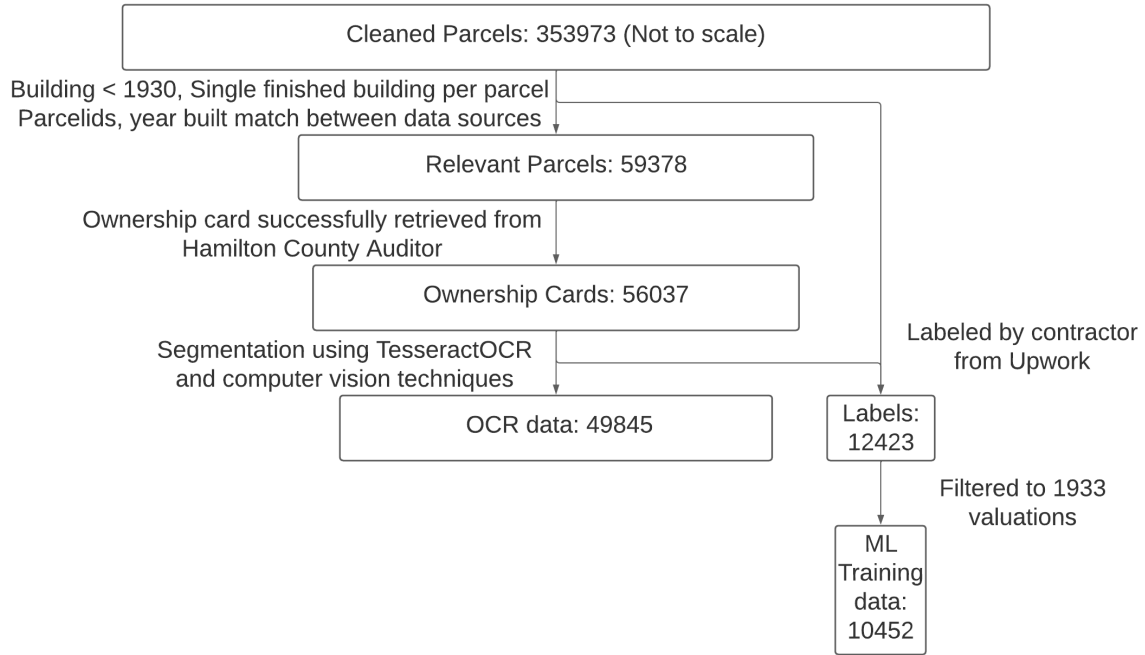 Cleaned Parcels: 353973 (Not to scale)
Building < 1930, Single finished building per parcel
Parcelids, year built match between data sources
Relevant Parcels: 59378
Ownership card successfully retrieved from
Hamilton County Auditor
Ownership Cards: 56037
Segmentation using TesseractOCR
and computer vision techniques
Labeled by contractor
from Upwork
OCR data: 49845
Labels:
12423
Filtered to 1933
valuations
ML
Training
data:
10452